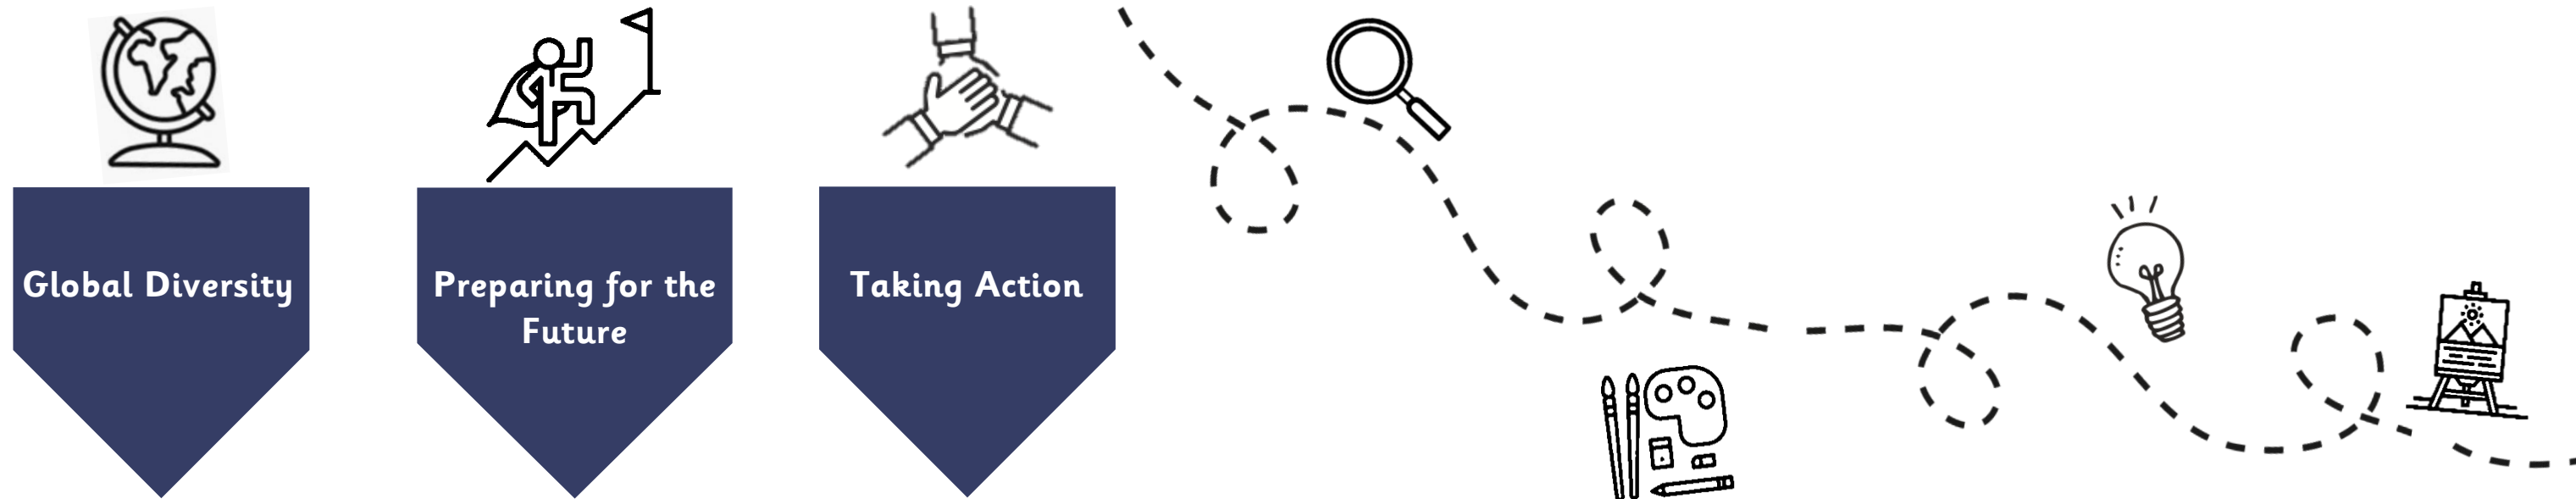 Global Diversity
Preparing for the
Future
Taking Action